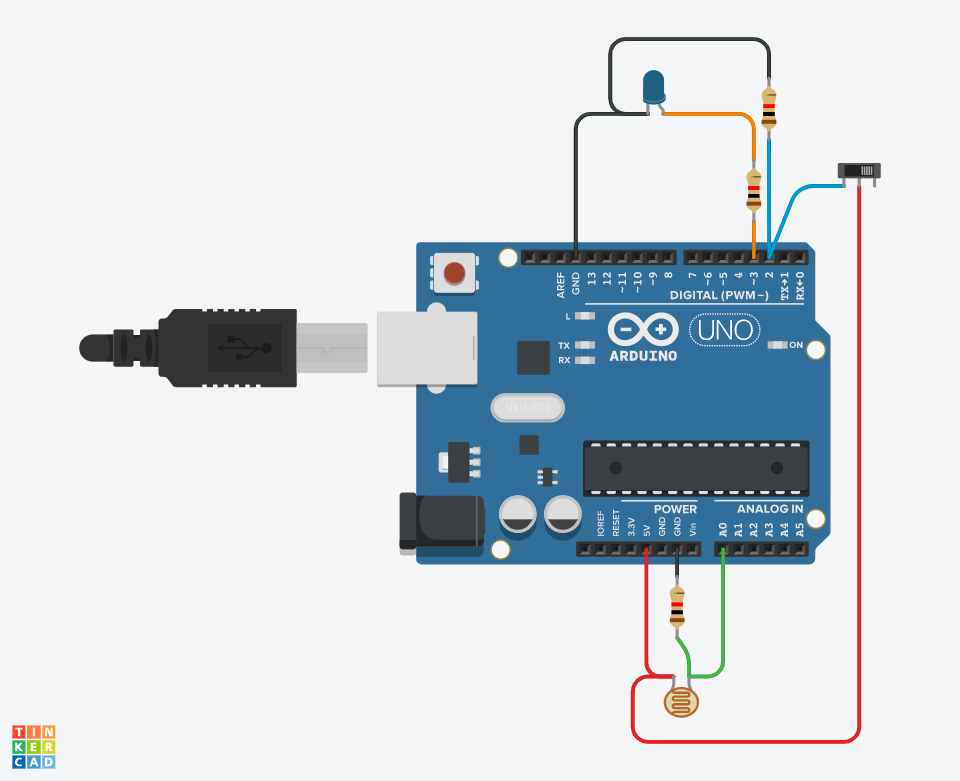 AREF
GND
13
12
~11
~10
~9
8
7
~6
~5
4
~3
2
TX→1
RX←0
DIGITAL (PWM~)
L
TX
RX
ARDUINO
UNO
ON
POWER
ANALOG IN
IOREF
RESET
3.3V
5V
GND
GND
Vin
A0
A1
A2
A3
A4
A5
TIN
KER
CAD